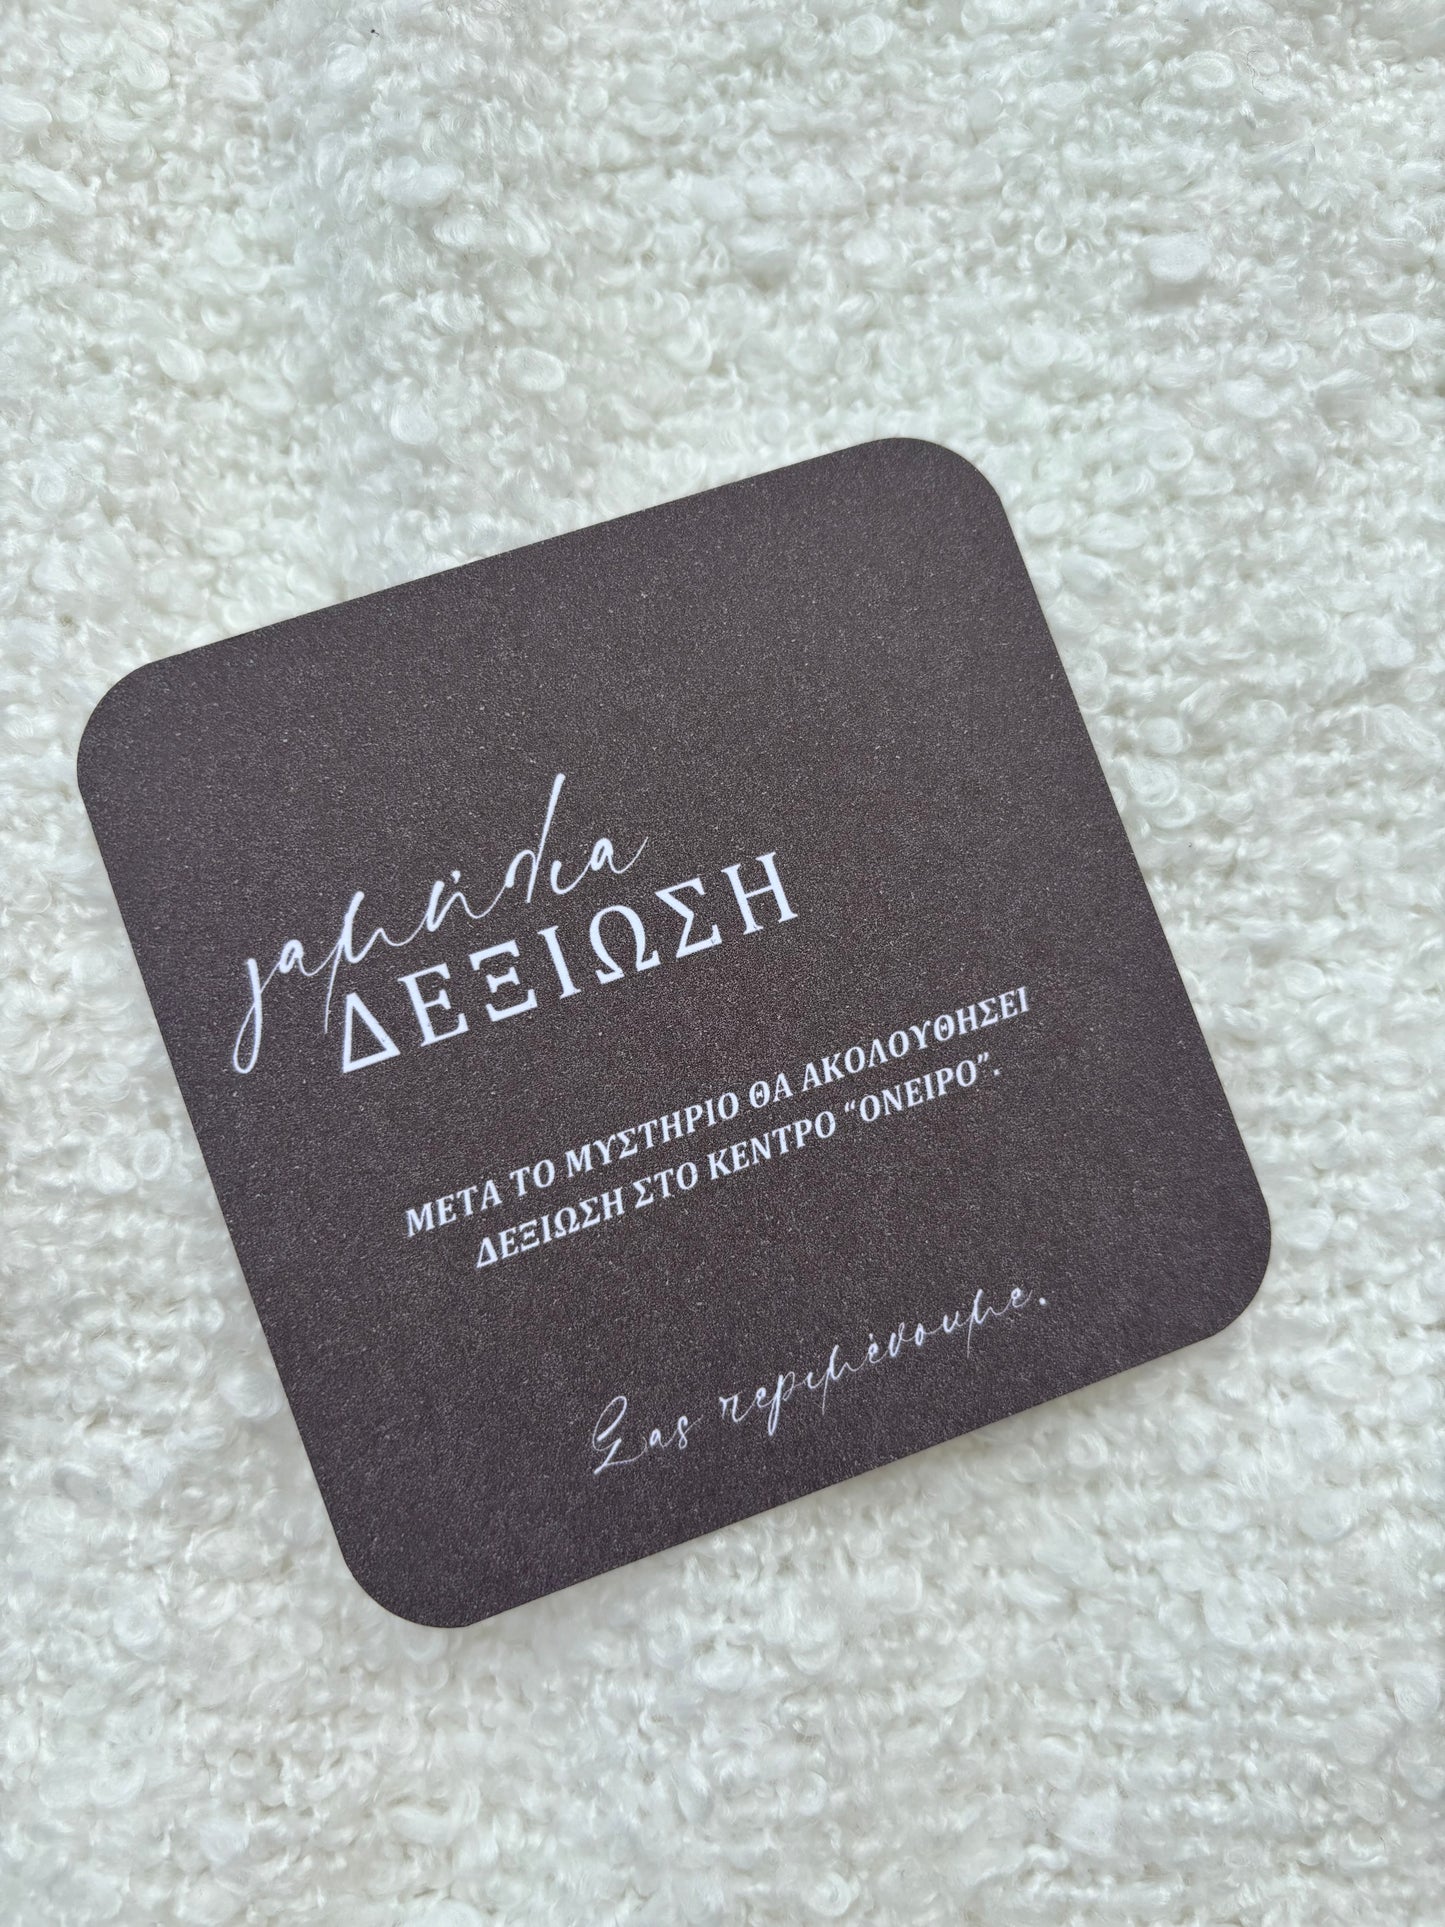 γαμήλια
ΔΕΞΙΩΣΗ
ΜΕΤΑ ΤΟ ΜΥΣΤΗΡΙΟ ΘΑ ΑΚΟΛΟΥΘΗΣΕΙ
ΔΕΞΙΩΣΗ ΣΤΟ ΚΕΝΤΡΟ “ΟΝΕΙΡΟ”.
Σας περιμένουμε.